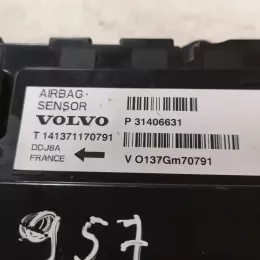 AIRBAG
SENSOR
VOLVO P 31406631
T 141371170791
DDJ8A
FRANCE V O137Gm70791
957